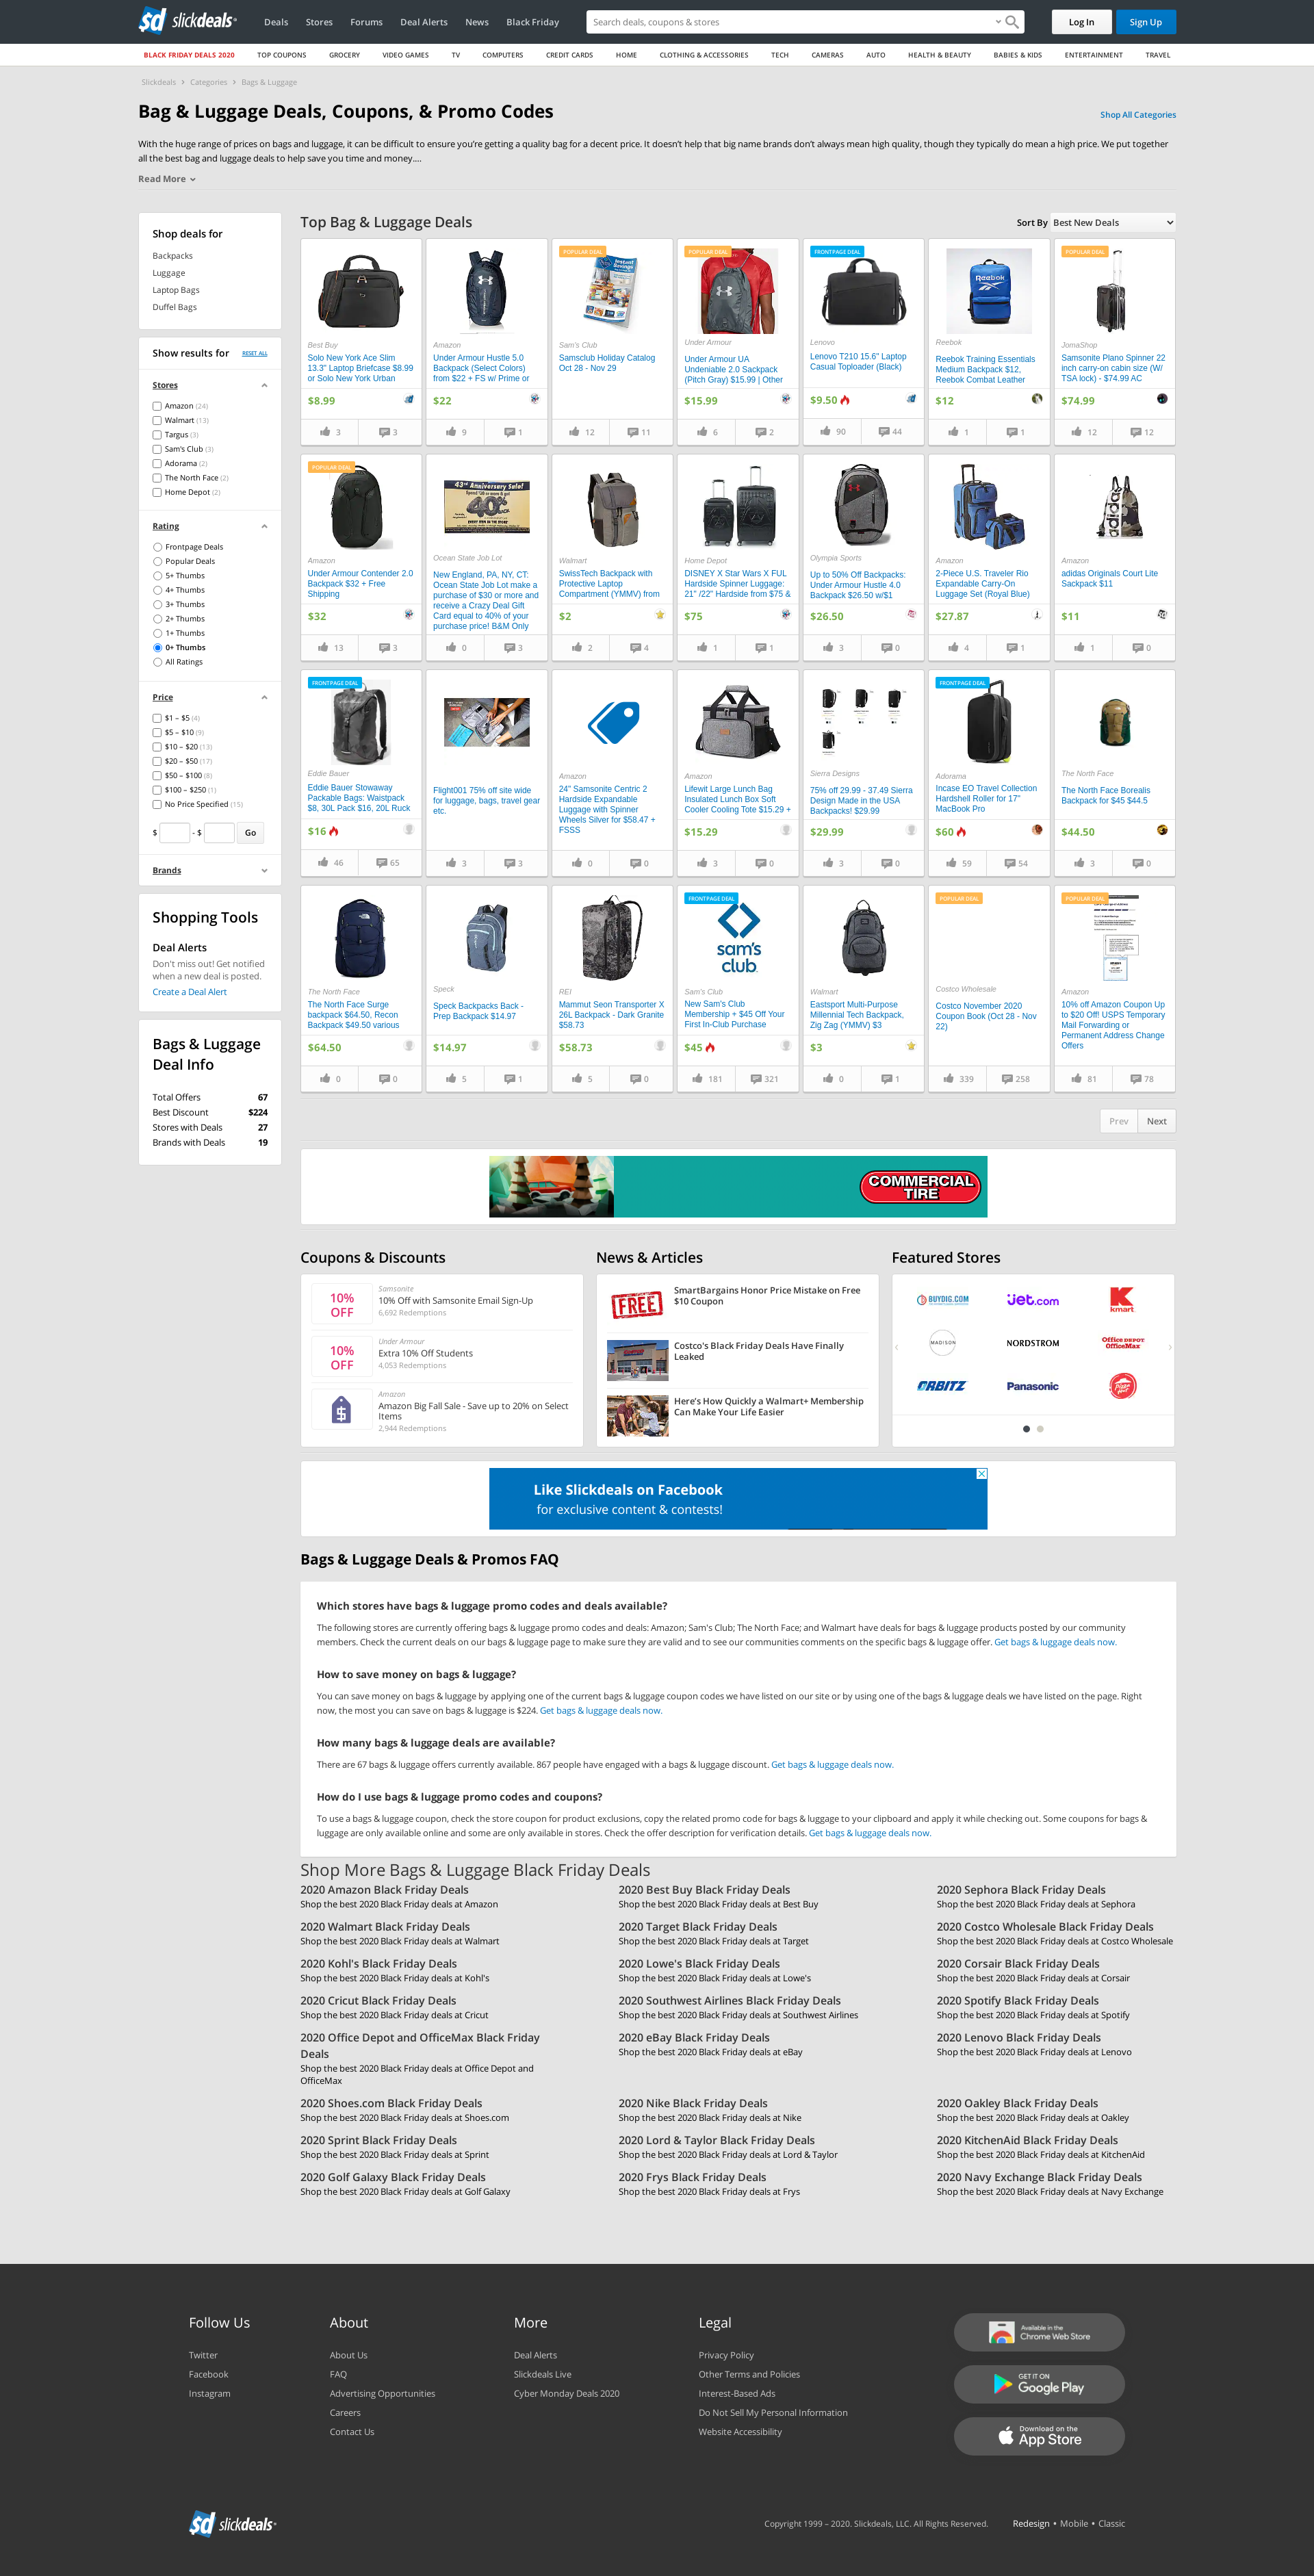 slickdeals
Deals Stores Forums Deal Alerts News Black Friday
Search deals, coupons & stores
Log In Sign Up
BLACK FRIDAY DEALS 2020 TOP COUPONS GROCERY VIDEO GAMES TV COMPUTERS CREDIT CARDS HOME CLOTHING & ACCESSORIES TECH CAMERAS AUTO HEALTH & BEAUTY BABIES & KIDS ENTERTAINMENT TRAVEL
Slickdeals › Categories › Bags & Luggage
Bag & Luggage Deals, Coupons, & Promo Codes
Shop All Categories
With the huge range of prices on bags and luggage, it can be difficult to ensure you’re getting a quality bag for a decent price. It doesn’t help that big name brands don’t always mean high quality, though they typically do mean a high price. We put together
all the best bag and luggage deals to help save you time and money....
Read More
Shop deals for
Backpacks
Luggage
Laptop Bags
Duffel Bags
Show results for RESET ALL
Stores
Amazon (24)
Walmart (13)
Targus (3)
Sam's Club (3)
Adorama (2)
The North Face (2)
Home Depot (2)
Rating
Frontpage Deals
Popular Deals
5+ Thumbs
4+ Thumbs
3+ Thumbs
2+ Thumbs
1+ Thumbs
0+ Thumbs
All Ratings
Price
$1 – $5 (4)
$5 – $10 (9)
$10 – $20 (13)
$20 – $50 (17)
$50 – $100 (8)
$100 – $250 (1)
No Price Specified (15)
$ - $ Go
Brands
Shopping Tools
Deal Alerts
Don't miss out! Get notified
when a new deal is posted.
Create a Deal Alert
Bags & Luggage
Deal Info
Total Offers 67
Best Discount $224
Stores with Deals 27
Brands with Deals 19
Top Bag & Luggage Deals
Sort By Best New Deals
Best Buy
Solo New York Ace Slim
13.3" Laptop Briefcase $8.99
or Solo New York Urban
$8.99
3 3
Amazon
Under Armour Hustle 5.0
Backpack (Select Colors)
from $22 + FS w/ Prime or
$22
9 1
POPULAR DEAL
Instant
Savings
Sam's Club
Samsclub Holiday Catalog
Oct 28 - Nov 29
12 11
POPULAR DEAL
Under Armour
Under Armour UA
Undeniable 2.0 Sackpack
(Pitch Gray) $15.99 | Other
$15.99
6 2
FRONTPAGE DEAL
Lenovo
Lenovo T210 15.6" Laptop
Casual Toploader (Black)
$9.50
90 44
Reebok
Reebok
Reebok Training Essentials
Medium Backpack $12,
Reebok Combat Leather
$12
1 1
POPULAR DEAL
JomaShop
Samsonite Plano Spinner 22
inch carry-on cabin size (W/
TSA lock) - $74.99 AC
$74.99
12 12
POPULAR DEAL
Amazon
Under Armour Contender 2.0
Backpack $32 + Free
Shipping
$32
13 3
43rd Anniversary Sale!
40%
Ocean State Job Lot
New England, PA, NY, CT:
Ocean State Job Lot make a
purchase of $30 or more and
receive a Crazy Deal Gift
Card equal to 40% of your
purchase price! B&M Only
0 3
Walmart
SwissTech Backpack with
Protective Laptop
Compartment (YMMV) from
$2
2 4
Home Depot
DISNEY X Star Wars X FUL
Hardside Spinner Luggage:
21" /22" Hardside from $75 &
$75
1 1
Olympia Sports
Up to 50% Off Backpacks:
Under Armour Hustle 4.0
Backpack $26.50 w/$1
$26.50
3 0
Amazon
2-Piece U.S. Traveler Rio
Expandable Carry-On
Luggage Set (Royal Blue)
$27.87
4 1
Amazon
adidas Originals Court Lite
Sackpack $11
$11
1 0
FRONTPAGE DEAL
Eddie Bauer
Eddie Bauer Stowaway
Packable Bags: Waistpack
$8, 30L Pack $16, 20L Ruck
$16
46 65
Flight001 75% off site wide
for luggage, bags, travel gear
etc.
3 3
Amazon
24" Samsonite Centric 2
Hardside Expandable
Luggage with Spinner
Wheels Silver for $58.47 +
FSSS
0 0
Amazon
Lifewit Large Lunch Bag
Insulated Lunch Box Soft
Cooler Cooling Tote $15.29 +
$15.29
3 0
Sierra Designs
75% off 29.99 - 37.49 Sierra
Design Made in the USA
Backpacks! $29.99
$29.99
3 0
FRONTPAGE DEAL
Adorama
Incase EO Travel Collection
Hardshell Roller for 17"
MacBook Pro
$60
59 54
The North Face
The North Face Borealis
Backpack for $45 $44.5
$44.50
3 0
The North Face
The North Face Surge
backpack $64.50, Recon
Backpack $49.50 various
$64.50
0 0
Speck
Speck Backpacks Back -
Prep Backpack $14.97
$14.97
5 1
REI
Mammut Seon Transporter X
26L Backpack - Dark Granite
$58.73
$58.73
5 0
FRONTPAGE DEAL
sam's
club
Sam's Club
New Sam's Club
Membership + $45 Off Your
First In-Club Purchase
$45
181 321
Walmart
Eastsport Multi-Purpose
Millennial Tech Backpack,
Zig Zag (YMMV) $3
$3
0 1
POPULAR DEAL
Costco Wholesale
Costco November 2020
Coupon Book (Oct 28 - Nov
22)
339 258
POPULAR DEAL
Amazon
10% off Amazon Coupon Up
to $20 Off! USPS Temporary
Mail Forwarding or
Permanent Address Change
Offers
81 78
Prev Next
COMMERCIAL
TIRE
Coupons & Discounts
10%
OFF
Samsonite
10% Off with Samsonite Email Sign-Up
6,692 Redemptions
10%
OFF
Under Armour
Extra 10% Off Students
4,053 Redemptions
Amazon
Amazon Big Fall Sale - Save up to 20% on Select
Items
2,944 Redemptions
News & Articles
FREE
SmartBargains Honor Price Mistake on Free
$10 Coupon
Costco's Black Friday Deals Have Finally
Leaked
Here’s How Quickly a Walmart+ Membership
Can Make Your Life Easier
Featured Stores
BUYDIG.COM
jet.com
kmart
MADISON
NORDSTROM
Office DEPOT
OfficeMax
ORBITZ
Panasonic
Like Slickdeals on Facebook
for exclusive content & contests!
Bags & Luggage Deals & Promos FAQ
Which stores have bags & luggage promo codes and deals available?
The following stores are currently offering bags & luggage promo codes and deals: Amazon; Sam's Club; The North Face; and Walmart have deals for bags & luggage products posted by our community
members. Check the current deals on our bags & luggage page to make sure they are valid and to see our communities comments on the specific bags & luggage offer. Get bags & luggage deals now.
How to save money on bags & luggage?
You can save money on bags & luggage by applying one of the current bags & luggage coupon codes we have listed on our site or by using one of the bags & luggage deals we have listed on the page. Right
now, the most you can save on bags & luggage is $224. Get bags & luggage deals now.
How many bags & luggage deals are available?
There are 67 bags & luggage offers currently available. 867 people have engaged with a bags & luggage discount. Get bags & luggage deals now.
How do I use bags & luggage promo codes and coupons?
To use a bags & luggage coupon, check the store coupon for product exclusions, copy the related promo code for bags & luggage to your clipboard and apply it while checking out. Some coupons for bags &
luggage are only available online and some are only available in stores. Check the offer description for verification details. Get bags & luggage deals now.
Shop More Bags & Luggage Black Friday Deals
2020 Amazon Black Friday Deals
Shop the best 2020 Black Friday deals at Amazon
2020 Best Buy Black Friday Deals
Shop the best 2020 Black Friday deals at Best Buy
2020 Sephora Black Friday Deals
Shop the best 2020 Black Friday deals at Sephora
2020 Walmart Black Friday Deals
Shop the best 2020 Black Friday deals at Walmart
2020 Target Black Friday Deals
Shop the best 2020 Black Friday deals at Target
2020 Costco Wholesale Black Friday Deals
Shop the best 2020 Black Friday deals at Costco Wholesale
2020 Kohl's Black Friday Deals
Shop the best 2020 Black Friday deals at Kohl's
2020 Lowe's Black Friday Deals
Shop the best 2020 Black Friday deals at Lowe's
2020 Corsair Black Friday Deals
Shop the best 2020 Black Friday deals at Corsair
2020 Cricut Black Friday Deals
Shop the best 2020 Black Friday deals at Cricut
2020 Southwest Airlines Black Friday Deals
Shop the best 2020 Black Friday deals at Southwest Airlines
2020 Spotify Black Friday Deals
Shop the best 2020 Black Friday deals at Spotify
2020 Office Depot and OfficeMax Black Friday
Deals
Shop the best 2020 Black Friday deals at Office Depot and
OfficeMax
2020 eBay Black Friday Deals
Shop the best 2020 Black Friday deals at eBay
2020 Lenovo Black Friday Deals
Shop the best 2020 Black Friday deals at Lenovo
2020 Shoes.com Black Friday Deals
Shop the best 2020 Black Friday deals at Shoes.com
2020 Nike Black Friday Deals
Shop the best 2020 Black Friday deals at Nike
2020 Oakley Black Friday Deals
Shop the best 2020 Black Friday deals at Oakley
2020 Sprint Black Friday Deals
Shop the best 2020 Black Friday deals at Sprint
2020 Lord & Taylor Black Friday Deals
Shop the best 2020 Black Friday deals at Lord & Taylor
2020 KitchenAid Black Friday Deals
Shop the best 2020 Black Friday deals at KitchenAid
2020 Golf Galaxy Black Friday Deals
Shop the best 2020 Black Friday deals at Golf Galaxy
2020 Frys Black Friday Deals
Shop the best 2020 Black Friday deals at Frys
2020 Navy Exchange Black Friday Deals
Shop the best 2020 Black Friday deals at Navy Exchange
Follow Us
Twitter
Facebook
Instagram
About
About Us
FAQ
Advertising Opportunities
Careers
Contact Us
More
Deal Alerts
Slickdeals Live
Cyber Monday Deals 2020
Legal
Privacy Policy
Other Terms and Policies
Interest-Based Ads
Do Not Sell My Personal Information
Website Accessibility
Available in the
Chrome Web Store
GET IT ON
Google Play
Download on the
App Store
slickdeals
Copyright 1999 – 2020. Slickdeals, LLC. All Rights Reserved.
Redesign • Mobile • Classic